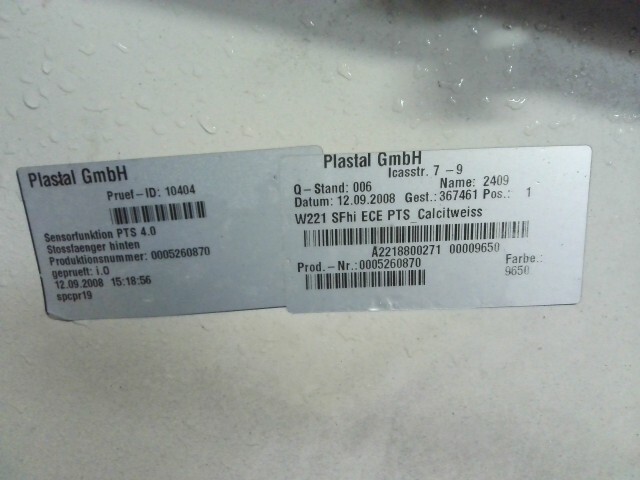 Plastal GmbH
Pruef-ID: 10404
Sensorfunktion PTS 4.0
Stossfaenger hinten
Produktionsnummer: 0005260870
geprueft: i.O
12.09.2008 15:18:56
spcpr19
Plastal GmbH
Icasstr. 7 -9
Q-Stand: 006 Name: 2409
Datum: 12.09.2008 Gest.: 367461 Pos.: 1
W221 SFhi ECE PTS_Calcitweiss
A2218800271 00009650
Prod.-Nr.:0005260870 Farbe.:
9650